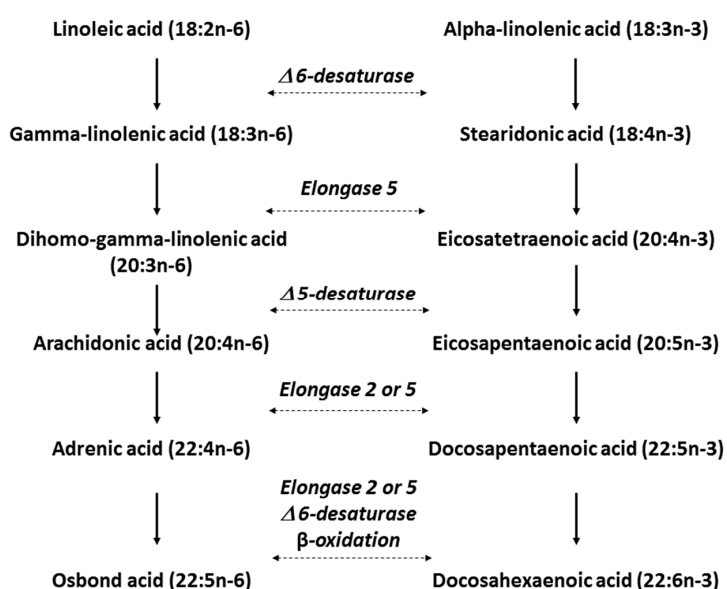 Linoleic acid (18:2n-6)
Alpha-linolenic acid (18:3n-3)
Δ6-desaturase
Gamma-linolenic acid (18:3n-6)
Stearidonic acid (18:4n-3)
Elongase 5
Dihomo-gamma-linolenic acid
(20:3n-6)
Eicosatetraenoic acid (20:4n-3)
Δ5-desaturase
Arachidonic acid (20:4n-6)
Eicosapentaenoic acid (20:5n-3)
Elongase 2 or 5
Adrenic acid (22:4n-6)
Docosapentaenoic acid (22:5n-3)
Elongase 2 or 5
Δ6-desaturase
β-oxidation
Osbond acid (22:5n-6)
Docosahexaenoic acid (22:6n-3)